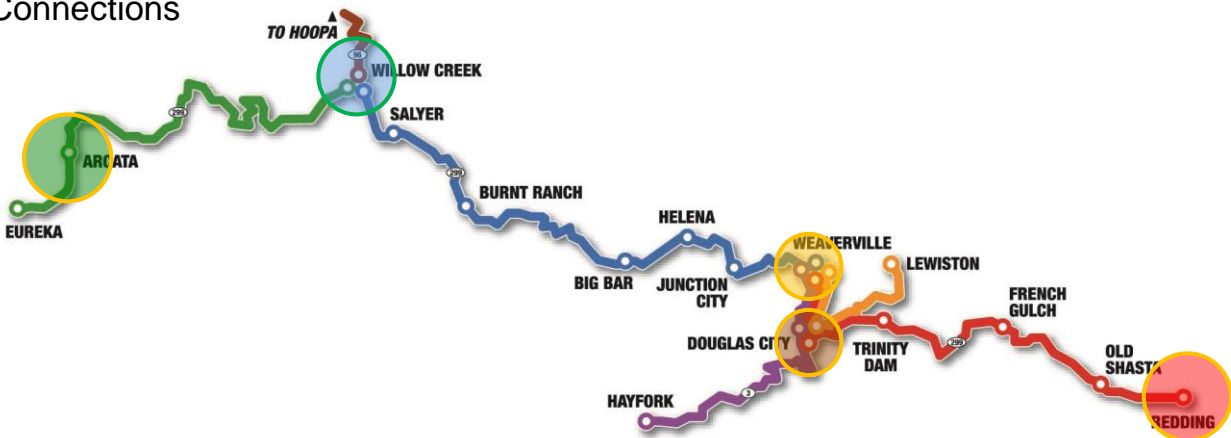 Connections
TO HOOPA
96
WILLOW CREEK
299
SALYER
ARCATA
299
BURNT RANCH
EUREKA
HELENA
WEAVERVILLE
LEWISTON
BIG BAR
JUNCTION
CITY
FRENCH
GULCH
DOUGLAS CITY
TRINITY
DAM
299
OLD
SHASTA
HAYFORK
3
REDDING